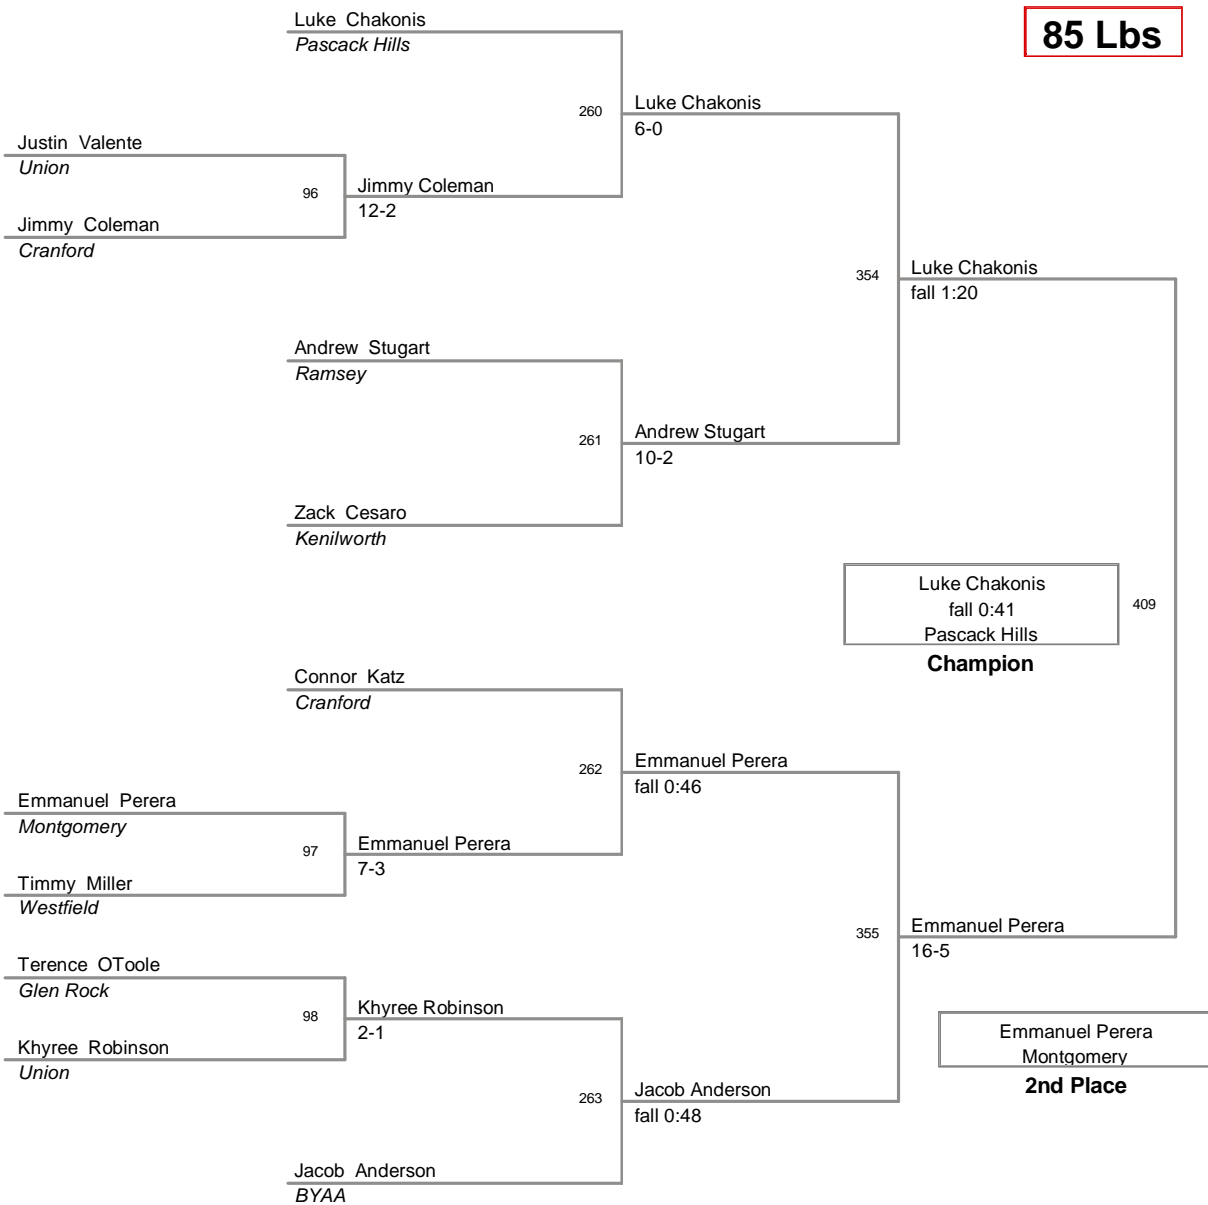 Luke Chakonis
Pascack Hills
85 Lbs
260
Luke Chakonis
6-0
Justin Valente
Union
96
Jimmy Coleman
12-2
Jimmy Coleman
Cranford
354
Luke Chakonis
fall 1:20
Andrew Stugart
Ramsey
261
Andrew Stugart
10-2
Zack Cesaro
Kenilworth
Luke Chakonis
fall 0:41
Pascack Hills
409
Champion
Connor Katz
Cranford
262
Emmanuel Perera
fall 0:46
Emmanuel Perera
Montgomery
97
Emmanuel Perera
7-3
Timmy Miller
Westfield
355
Emmanuel Perera
16-5
Terence OToole
Glen Rock
98
Khyree Robinson
2-1
Khyree Robinson
Union
Emmanuel Perera
Montgomery
2nd Place
263
Jacob Anderson
fall 0:48
Jacob Anderson
BYAA